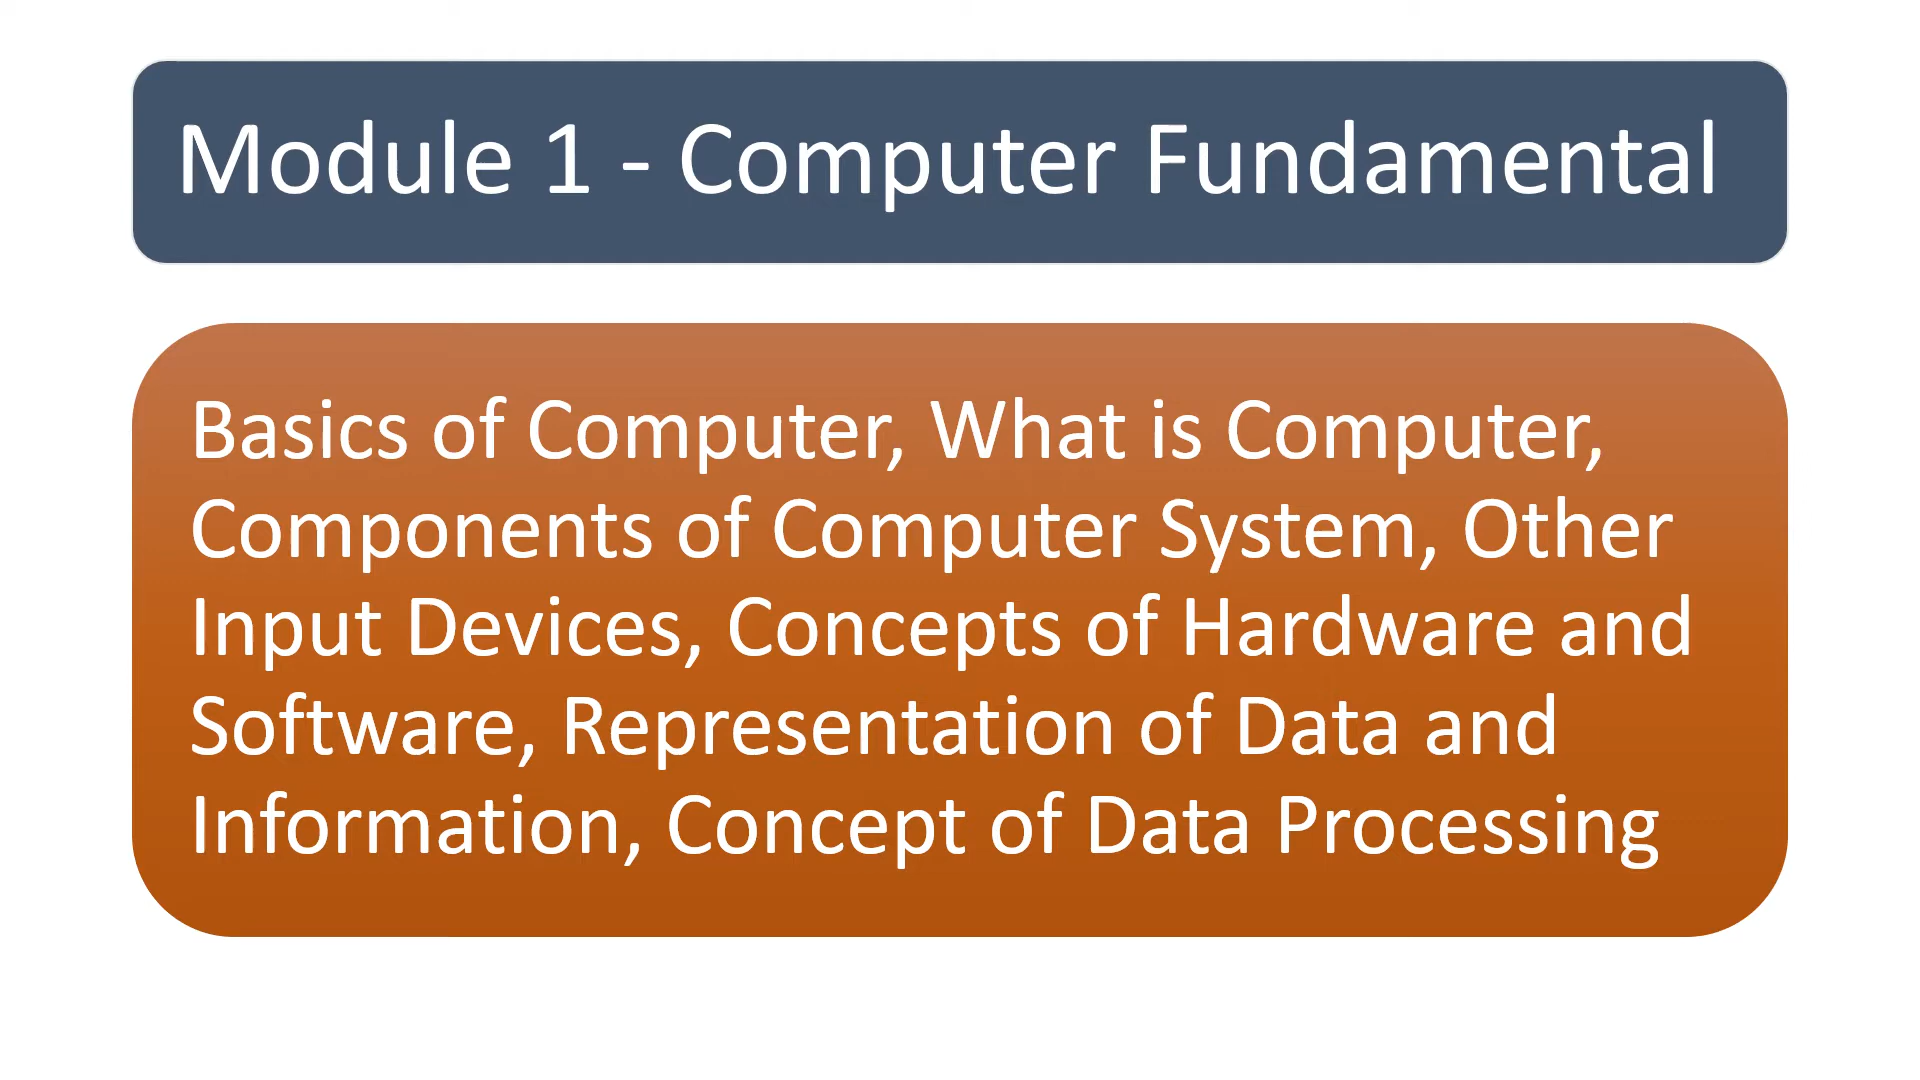 Module 1 - Computer Fundamental
Basics of Computer, What is Computer,
Components of Computer System, Other
Input Devices, Concepts of Hardware and
Software, Representation of Data and
Information, Concept of Data Processing